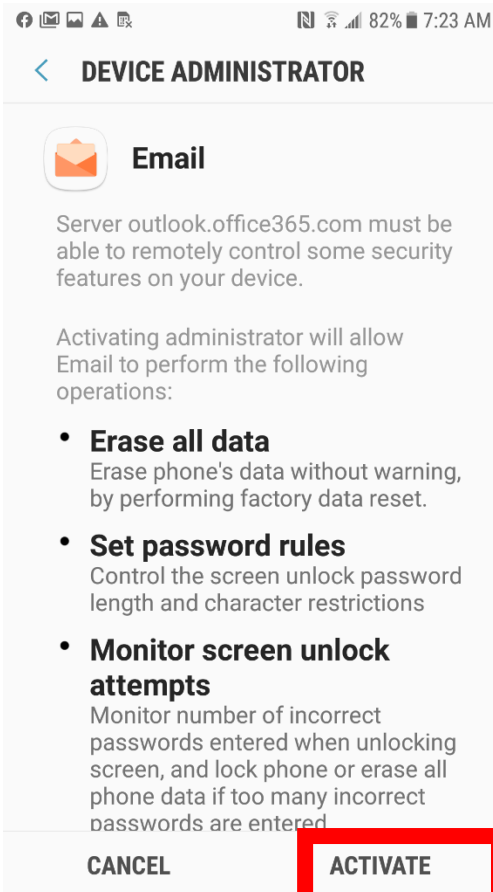 82% 7:23 AM
DEVICE ADMINISTRATOR
Email
Server outlook.office365.com must be
able to remotely control some security
features on your device.
Activating administrator will allow
Email to perform the following
operations:
• Erase all data
Erase phone's data without warning,
by performing factory data reset.
• Set password rules
Control the screen unlock password
length and character restrictions
• Monitor screen unlock
attempts
Monitor number of incorrect
passwords entered when unlocking
screen, and lock phone or erase all
phone data if too many incorrect
passwords are entered
CANCEL ACTIVATE